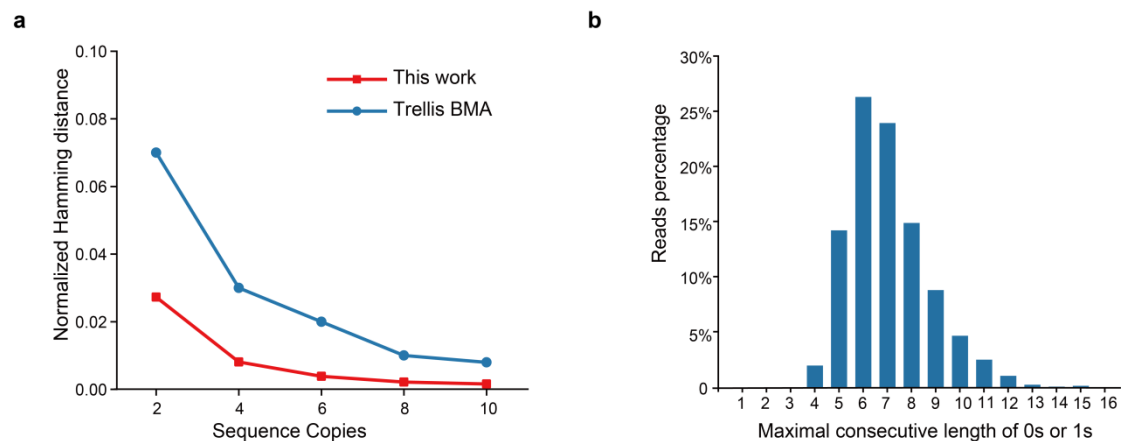 a
Normalized Hamming distance
0.10
0.08
0.06
0.04
0.02
0.00
2 4 6 8 10
Sequence Copies
This work
Trellis BMA
b
Reads percentage
30%
25%
20%
15%
10%
5%
0
1 2 3 4 5 6 7 8 9 10 11 12 13 14 15 16
Maximal consecutive length of 0s or 1s